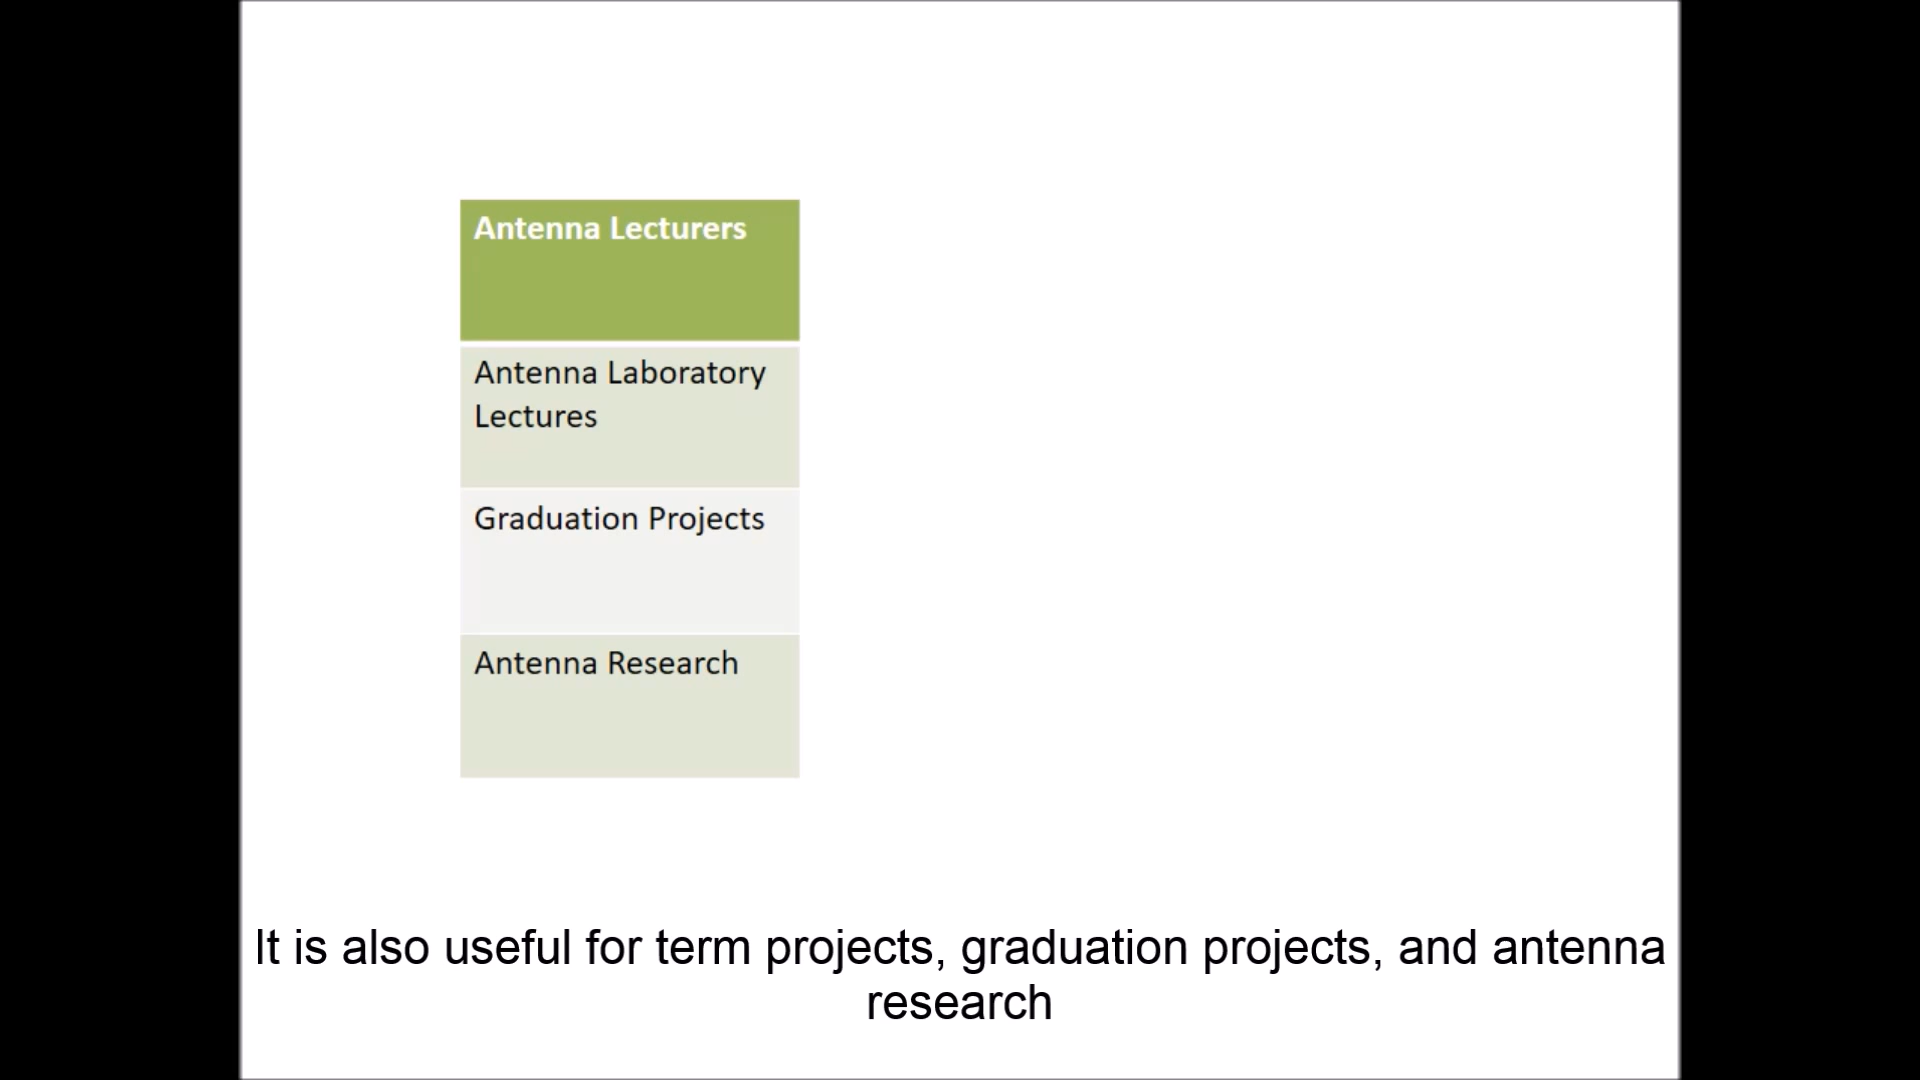 Antenna Lecturers
Antenna Laboratory
Lectures
Graduation Projects
Antenna Research
It is also useful for term projects, graduation projects, and antenna
research